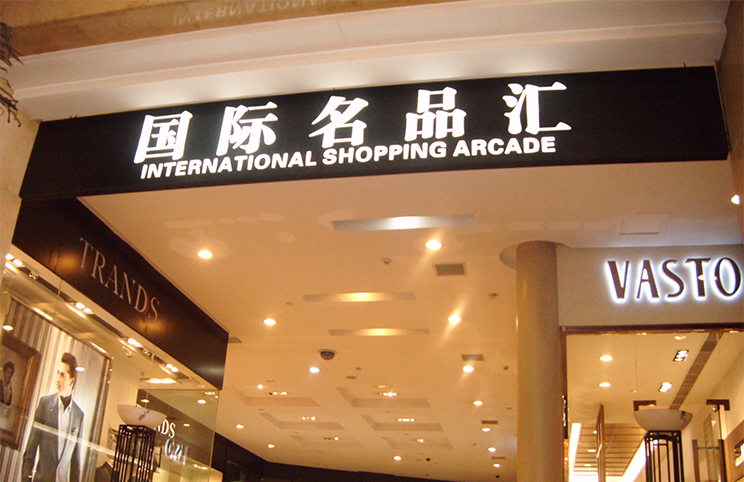 国际名品汇
INTERNATIONAL SHOPPING ARCADE
TRANDS
VASTO